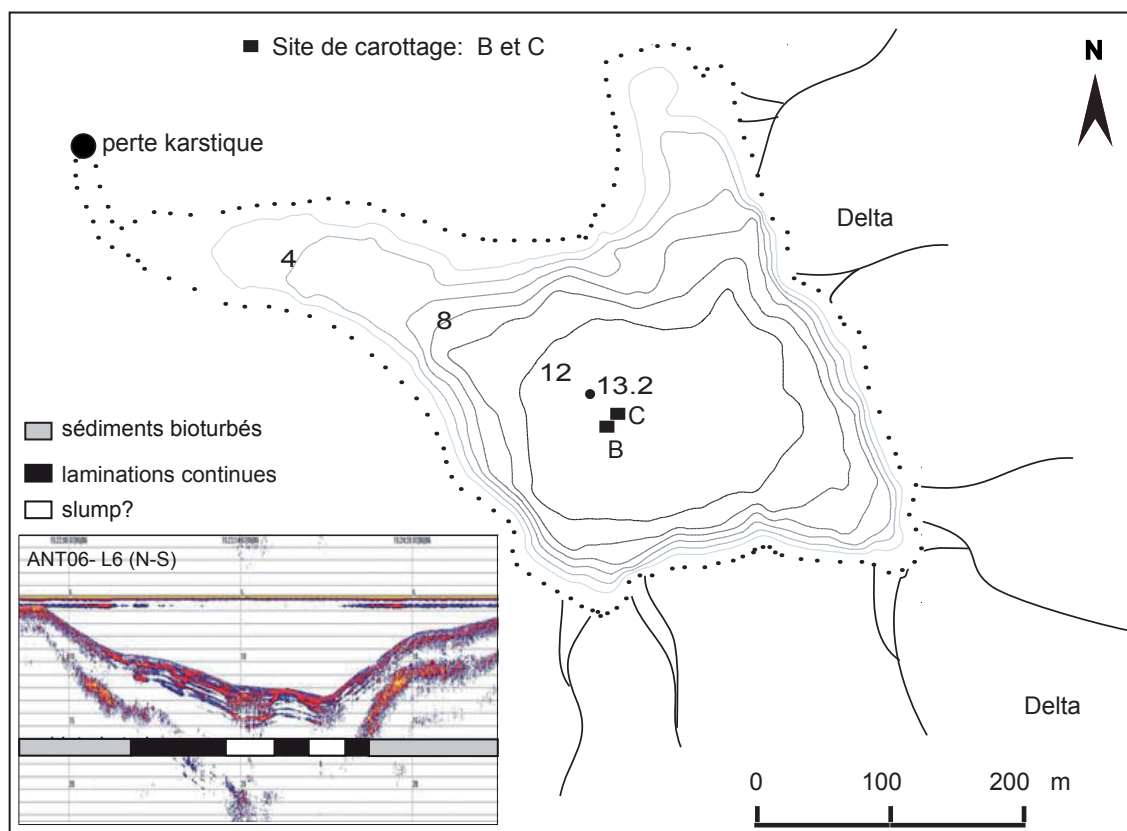 Site de carottage: B et C
N
perte karstique
Delta
4
8
12
13.2
C
B
sédiments bioturbés
laminations continues
slump?
ANT06- L6 (N-S)
Delta
0 100 200 m